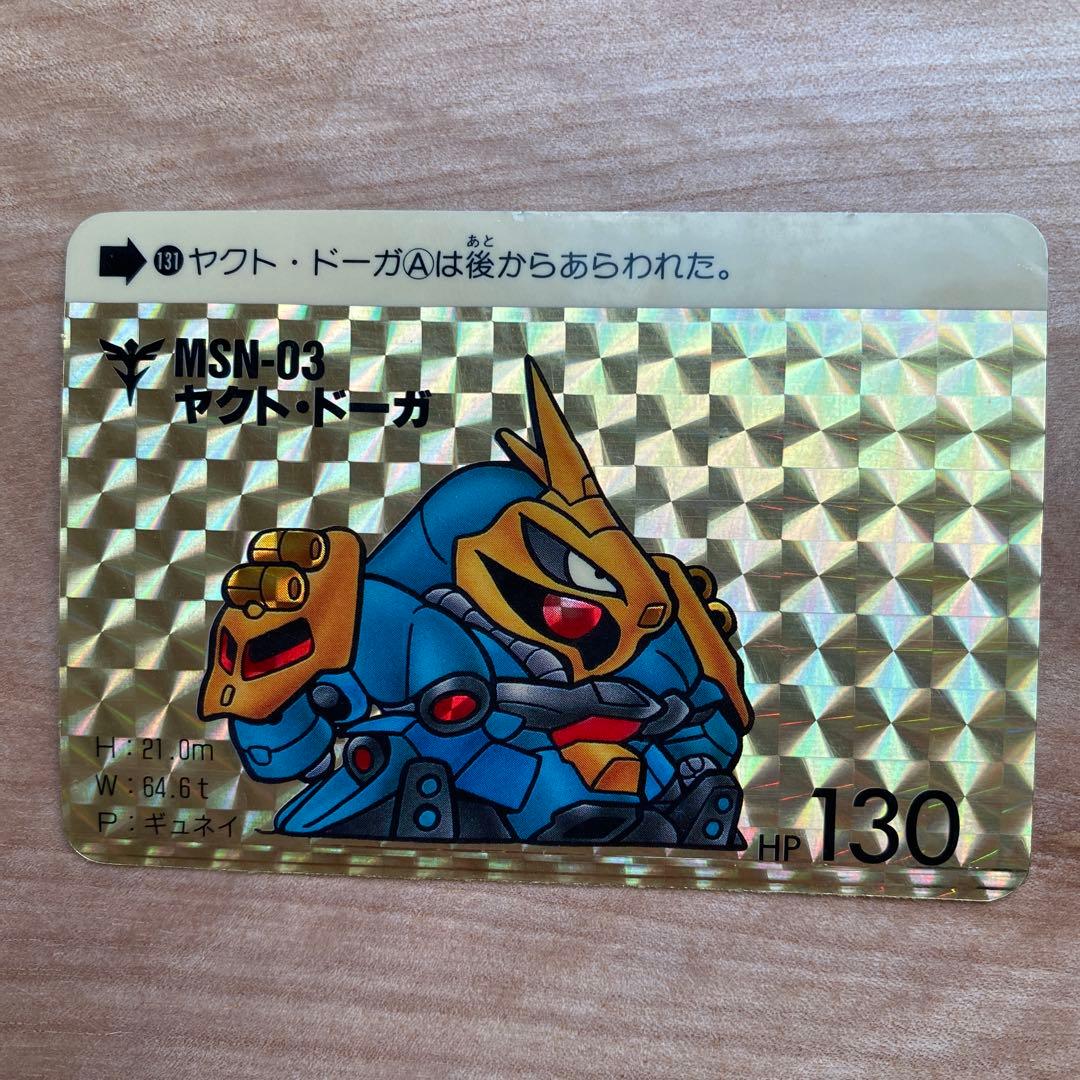 ➡131ヤクト・ドーガⒶは後からあらわれた。
あと
MSN-03
ヤクト・ドーガ
H:21.0m
W:64.6t
P:ギュネイ
HP 130